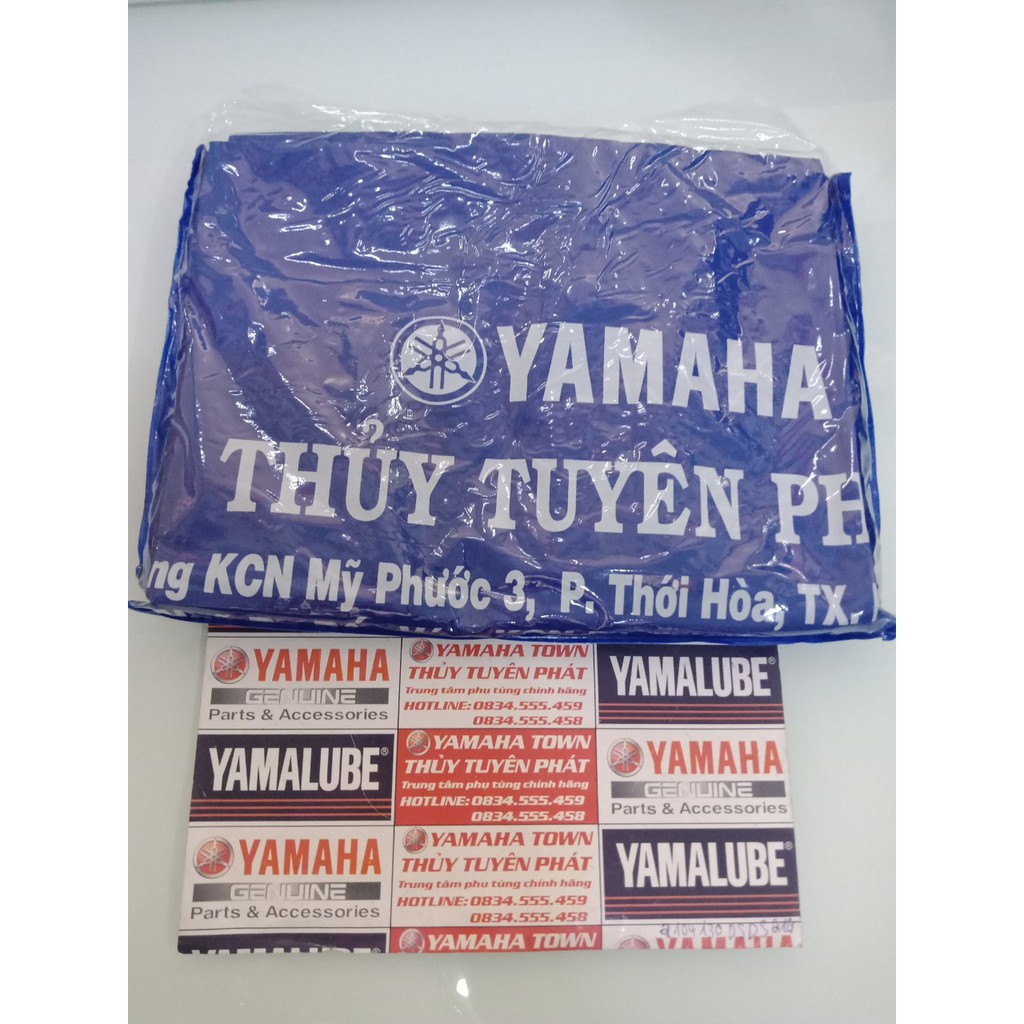 YAMAHA
THỦY TUYÊN PH
ng KCN Mỹ Phước 3, P. Thới Hòa, TX.
YAMAHA
GENUINE
Parts & Accessories
YAMAHA TOWN
THỦY TUYÊN PHÁT
Trung tâm phụ tùng chính hãng
HOTLINE: 0834.555.459
0834.555.458
YAMALUBE®
YAMALUBE®
YAMAHA TOWN
THỦY TUYÊN PHÁT
Trung tâm phụ tùng chính hãng
HOTLINE: 0834.555.459
0834.555.458
YAMAHA
GENUINE
Parts & Accessories
YAMAHA
GENUINE
Parts & Accessories
YAMAHA TOWN
THỦY TUYÊN PHÁT
Trung tâm phụ tùng chính hãng
HOTLINE: 0834.555.459
0834.555.458
YAMALUBE®
YAMALUBE
YAMAHA TOWN
YAMAHA